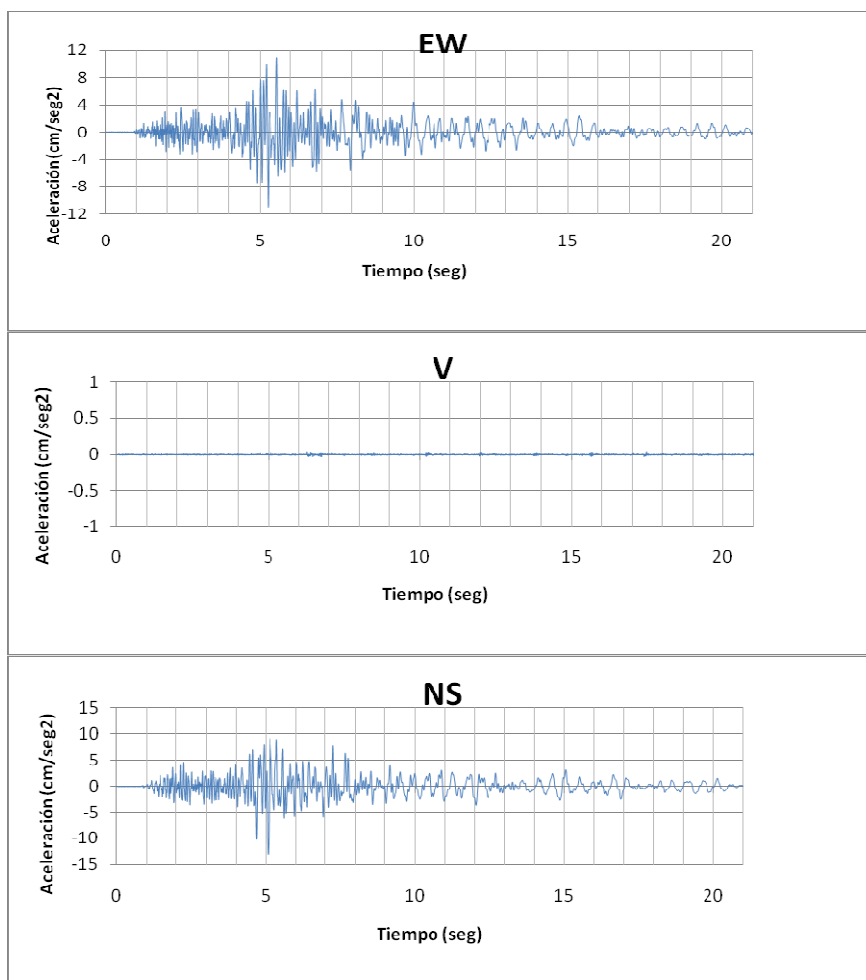 EW
Aceleración (cm/seg2)
12
8
4
0
-4
-8
-12
0 5 10 15 20
Tiempo (seg)
V
Aceleración (cm/seg2)
1
0.5
0
-0.5
-1
0 5 10 15 20
Tiempo (seg)
NS
Aceleración (cm/seg2)
15
10
5
0
-5
-10
-15
0 5 10 15 20
Tiempo (seg)